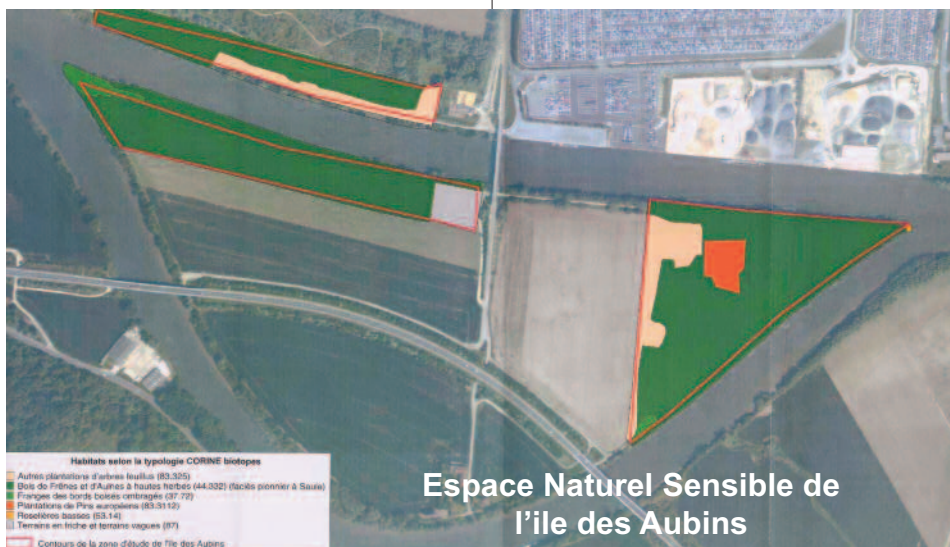 Habitats selon la typologie CORINE biotopes
Autres plantations d'arbres feuillus (83.325)
Bois de Frênes et d'Aulnes à hautes herbes (44.332) (faciès pionnier à Saule)
Franges des bords boisés ombragés (37.72)
Plantations de Pins européens (83.3112)
Roselières basses (53.14)
Terrains en friche et terrains vagues (87)
Contours de la zone d'étude de l'île des Aubins
Espace Naturel Sensible de
l'ile des Aubins